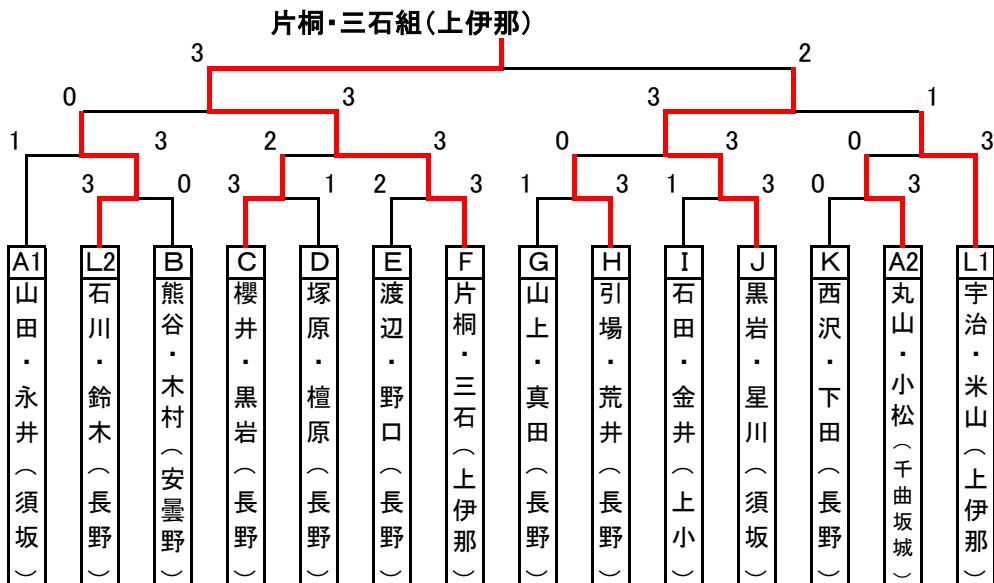 片桐・三石組(上伊那)
3 2
0 3 3 1
1 3 2 3 0 3 0 3
3 0 3 1 2 3 1 3 1 3 0 3
A1 L2 B C D E F G H I J K A2 L1
山田・永井(須坂)
石川・鈴木(長野)
熊谷・木村(安曇野)
櫻井・黒岩(長野)
塚原・檀原(長野)
渡辺・野口(長野)
片桐・三石(上伊那)
山上・真田(長野)
引場・荒井(長野)
石田・金井(上小)
黒岩・星川(須坂)
西沢・下田(長野)
丸山・小松(千曲坂城)
宇治・米山(上伊那)